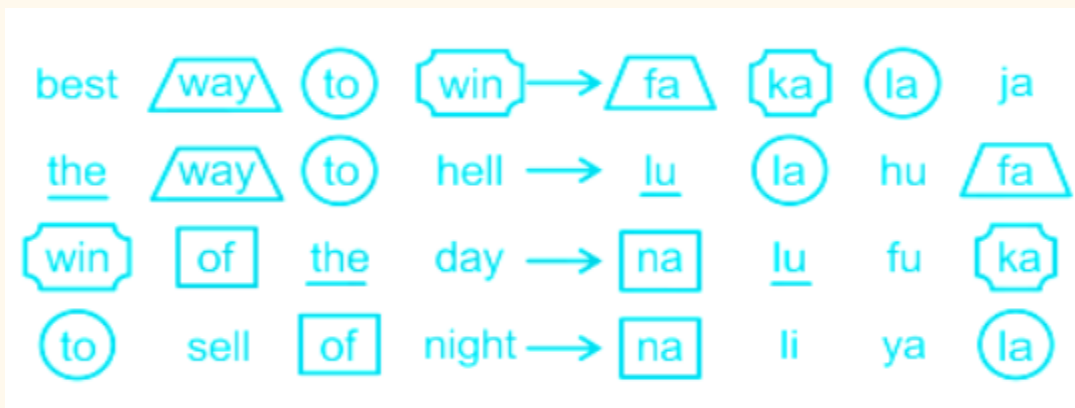 best way to win → fa ka la ja
the way to hell → lu la hu fa
win of the day → na lu fu ka
to sell of night → na li ya la